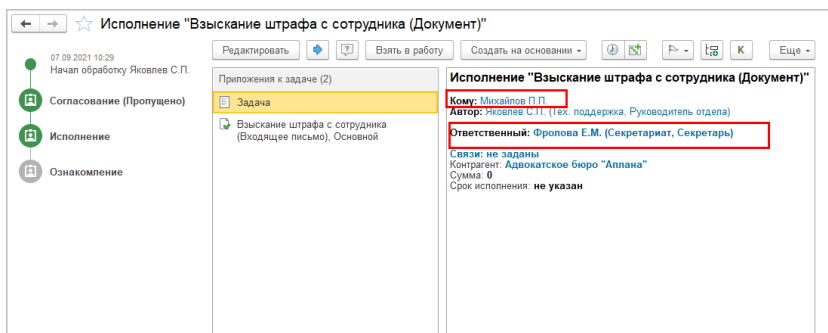 Исполнение "Взыскание штрафа с сотрудника (Документ)"
Редактировать
Взять в работу
Создать на основании
К
Еще
07.09.2021 10:29
Начал обработку Яковлев С.П.
Согласование (Пропущено)
Исполнение
Ознакомление
Приложения к задаче (2)
Задача
Взыскание штрафа с сотрудника
(Входящее письмо), Основной
Исполнение "Взыскание штрафа с сотрудника (Документ)"
Кому: Михайлов П.П.
Автор: Яковлев С.П. (Тех. поддержка, Руководитель отдела)
Ответственный: Фролова Е.М. (Секретариат, Секретарь)
Связи: не заданы
Контрагент: Адвокатское бюро "Аплана"
Сумма: 0
Срок исполнения: не указан